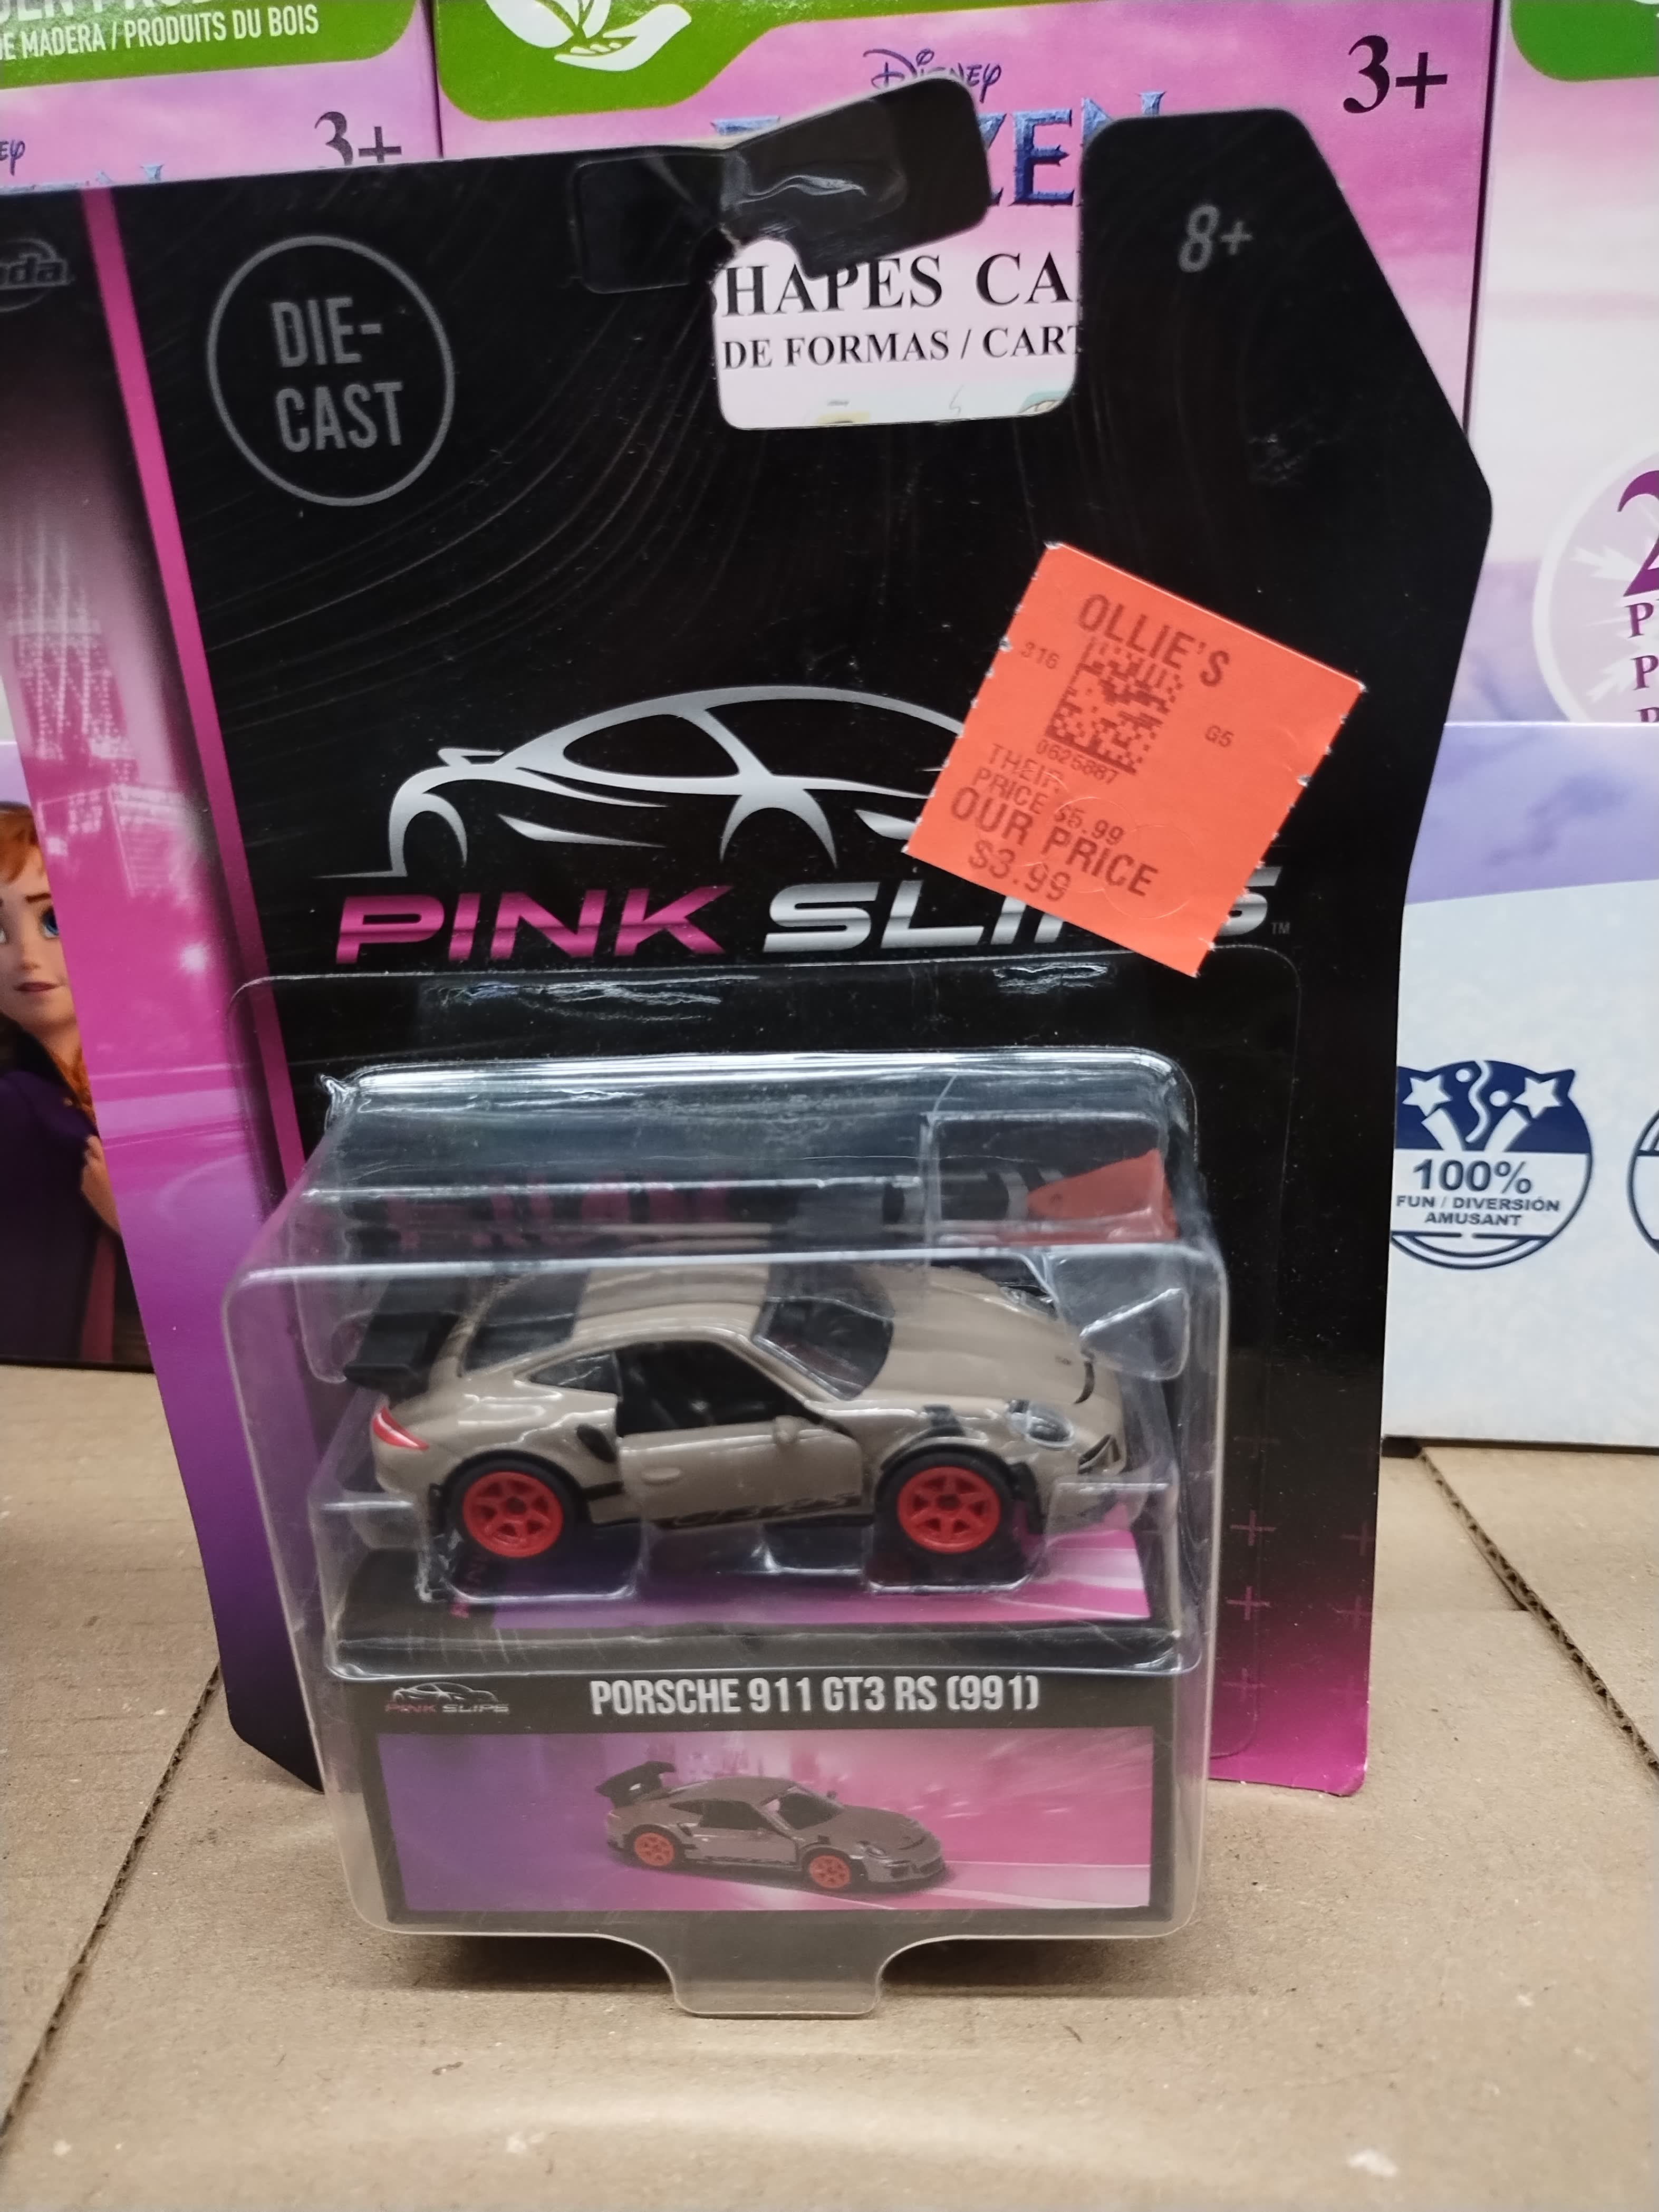 DE MADERA / PRODUITS DU BOIS
3+
DISNEY
3+
DIE-
CAST
8+
HAPES CA
DE FORMAS / CART
OLLIE'S
316
G5
0625887
THEIR
PRICE $5.99
OUR PRICE
$3.99
PINK SLIPS™
100%
FUN / DIVERSIÓN
AMUSANT
PINK SLIPS
PORSCHE 911 GT3 RS (991)